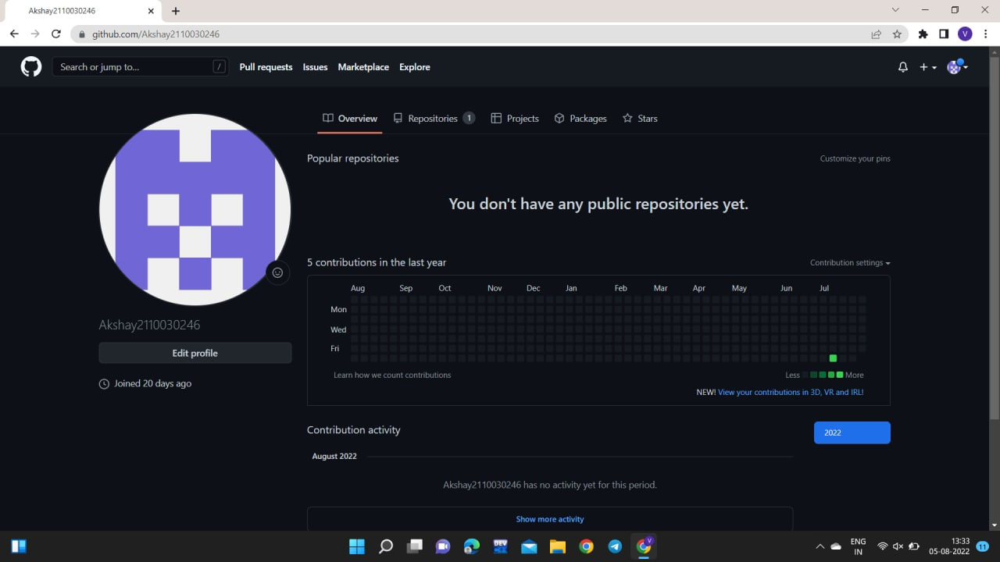 Akshay2110030246
github.com/Akshay2110030246
V
Search or jump to...
/
Pull requests
Issues
Marketplace
Explore
Overview
Repositories 1
Projects
Packages
Stars
Popular repositories
Customize your pins
You don't have any public repositories yet.
5 contributions in the last year
Contribution settings
Aug Sep Oct Nov Dec Jan Feb Mar Apr May Jun Jul
Mon
Wed
Fri
Learn how we count contributions
Less More
NEW! View your contributions in 3D, VR and IRL!
Akshay2110030246
Edit profile
Joined 20 days ago
Contribution activity
2022
August 2022
Akshay2110030246 has no activity yet for this period.
Show more activity
DEV
V
ENG
IN
13:33
05-08-2022
11